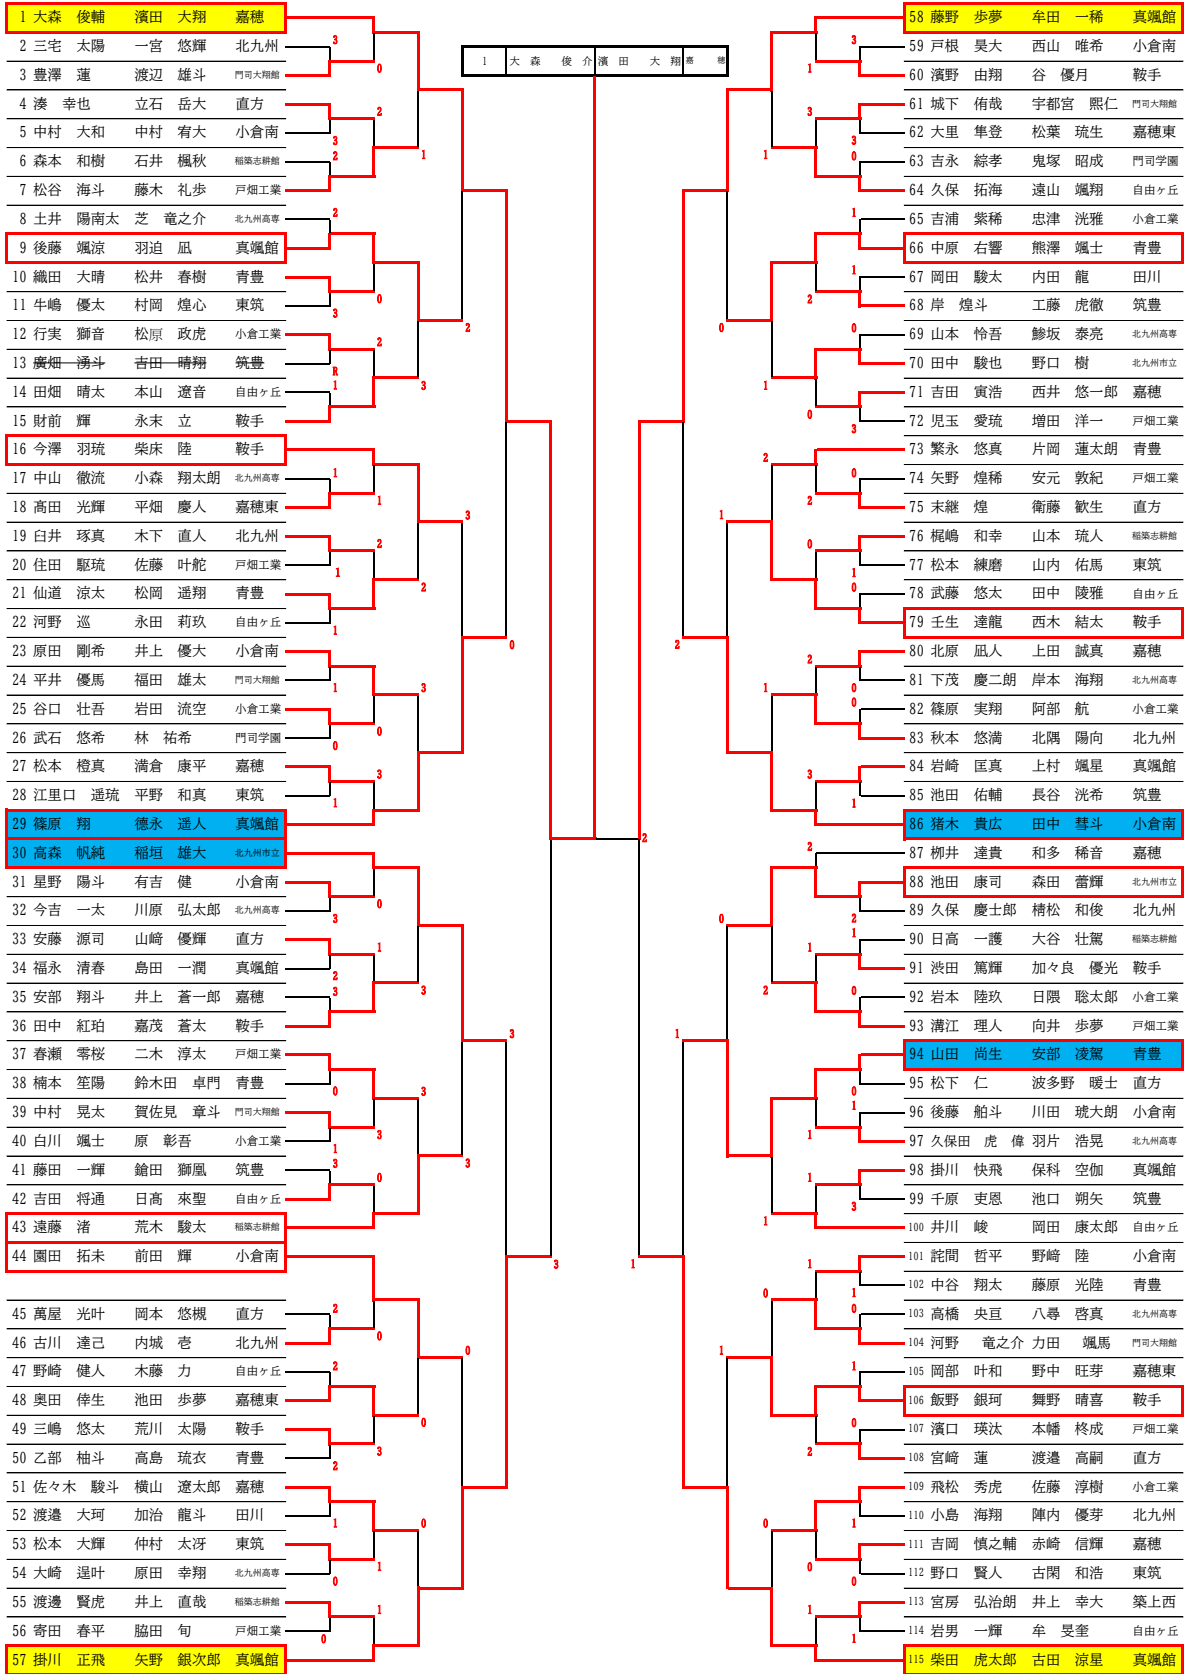 1 大森 俊介 濱田 大翔 嘉穂
1 大森 俊輔 濱田 大翔 嘉穂
2 三宅 太陽 一宮 悠輝 北九州
3 豊澤 蓮 渡辺 雄斗 門司大翔館
4 湊 幸也 立石 岳大 直方
5 中村 大和 中村 宥大 小倉南
6 森本 和樹 石井 楓秋 稲築志耕館
7 松谷 海斗 藤木 礼歩 戸畑工業
8 土井 陽南太 芝 竜之介 北九州高専
9 後藤 颯涼 羽迫 凪 真颯館
10 織田 大晴 松井 春樹 青豊
11 牛嶋 優太 村岡 煌心 東筑
12 行実 獅音 松原 政虎 小倉工業
13 廣畑 湧斗 吉田 晴翔 筑豊
14 田畑 晴太 本山 遼音 自由ヶ丘
15 財前 輝 永末 立 鞍手
16 今澤 羽琉 柴床 陸 鞍手
17 中山 徹流 小森 翔太朗 北九州高専
18 髙田 光輝 平畑 慶人 嘉穂東
19 臼井 琢真 木下 直人 北九州
20 住田 駆琉 佐藤 叶舵 戸畑工業
21 仙道 涼太 松岡 遥翔 青豊
22 河野 巡 永田 莉玖 自由ヶ丘
23 原田 剛希 井上 優大 小倉南
24 平井 優馬 福田 雄太 門司大翔館
25 谷口 壮吾 岩田 流空 小倉工業
26 武石 悠希 林 祐希 門司学園
27 松本 橙真 満倉 康平 嘉穂
28 江里口 遥琉 平野 和真 東筑
29 篠原 翔 德永 遥人 真颯館
30 高森 帆純 稲垣 雄大 北九州市立
31 星野 陽斗 有吉 健 小倉南
32 今吉 一太 川原 弘太郎 北九州高専
33 安藤 源司 山﨑 優輝 直方
34 福永 清春 島田 一潤 真颯館
35 安部 翔斗 井上 蒼一郎 嘉穂
36 田中 紅珀 嘉茂 蒼太 鞍手
37 春瀬 零桜 二木 淳太 戸畑工業
38 楠本 笙陽 鈴木田 卓門 青豊
39 中村 晃太 賀佐見 章斗 門司大翔館
40 白川 颯士 原 彰吾 小倉工業
41 藤田 一輝 鎗田 獅凰 筑豊
42 吉田 将通 日髙 來聖 自由ヶ丘
43 遠藤 渚 荒木 駿太 稲築志耕館
44 園田 拓未 前田 輝 小倉南
45 萬屋 光叶 岡本 悠槻 直方
46 古川 達己 内城 壱 北九州
47 野崎 健人 木藤 力 自由ヶ丘
48 奥田 倖生 池田 歩夢 嘉穂東
49 三嶋 悠太 荒川 太陽 鞍手
50 乙部 柚斗 高島 琉衣 青豊
51 佐々木 駿斗 横山 遼太郎 嘉穂
52 渡邉 大珂 加治 龍斗 田川
53 松本 大輝 仲村 太冴 東筑
54 大崎 逞叶 原田 幸翔 北九州高専
55 渡邊 賢虎 井上 直哉 稲築志耕館
56 寄田 春平 脇田 旬 戸畑工業
57 掛川 正飛 矢野 銀次郎 真颯館
58 藤野 歩夢 牟田 一稀 真颯館
59 戸根 昊大 西山 唯希 小倉南
60 濱野 由翔 谷 優月 鞍手
61 城下 侑哉 宇都宮 熙仁 門司大翔館
62 大里 隼登 松葉 琉生 嘉穂東
63 吉永 綜孝 鬼塚 昭成 門司学園
64 久保 拓海 遠山 颯翔 自由ヶ丘
65 吉浦 紫稀 忠津 洸雅 小倉工業
66 中原 右響 熊澤 颯士 青豊
67 岡田 駿太 内田 龍 田川
68 岸 煌斗 工藤 虎徹 筑豊
69 山本 怜吾 鯵坂 泰亮 北九州高専
70 田中 駿也 野口 樹 北九州市立
71 吉田 寅浩 西井 悠一郎 嘉穂
72 児玉 愛琉 増田 洋一 戸畑工業
73 繁永 悠真 片岡 蓮太朗 青豊
74 矢野 煌稀 安元 敦紀 戸畑工業
75 末継 煌 衛藤 歓生 直方
76 梶嶋 和幸 山本 琉人 稲築志耕館
77 松本 練磨 山内 佑馬 東筑
78 武藤 悠太 田中 陵雅 自由ヶ丘
79 壬生 達龍 西木 結太 鞍手
80 北原 凪人 上田 誠真 嘉穂
81 下茂 慶二朗 岸本 海翔 北九州高専
82 篠原 実翔 阿部 航 小倉工業
83 秋本 悠満 北隅 陽向 北九州
84 岩崎 匡真 上村 颯星 真颯館
85 池田 佑輔 長谷 洸希 筑豊
86 猪木 貴広 田中 彗斗 小倉南
87 栁井 達貴 和多 稀音 嘉穂
88 池田 康司 森田 蕾輝 北九州市立
89 久保 慶士郎 棈松 和俊 北九州
90 日高 一護 大谷 壮駕 稲築志耕館
91 渋田 篤輝 加々良 優光 鞍手
92 岩本 陸玖 日隈 聡太郎 小倉工業
93 溝江 理人 向井 歩夢 戸畑工業
94 山田 尚生 安部 凌駕 青豊
95 松下 仁 波多野 暖士 直方
96 後藤 舶斗 川田 琥大朗 小倉南
97 久保田 虎偉 羽片 浩晃 北九州高専
98 掛川 快飛 保科 空伽 真颯館
99 千原 吏恩 池口 朔矢 筑豊
100 井川 峻 岡田 康太郎 自由ヶ丘
101 詫間 哲平 野﨑 陸 小倉南
102 中谷 翔太 藤原 光陸 青豊
103 高橋 央亘 八尋 啓真 北九州高専
104 河野 竜之介 力田 颯馬 門司大翔館
105 岡部 叶和 野中 旺芽 嘉穂東
106 飯野 銀珂 舞野 晴喜 鞍手
107 濱口 瑛汰 本幡 柊成 戸畑工業
108 宮﨑 蓮 渡邉 高嗣 直方
109 飛松 秀虎 佐藤 淳樹 小倉工業
110 小島 海翔 陣内 優芽 北九州
111 吉岡 慎之輔 赤崎 信輝 嘉穂
112 野口 賢人 古閑 和浩 東筑
113 宮房 弘治朗 井上 幸大 築上西
114 岩男 一輝 牟 旻奎 自由ヶ丘
115 柴田 虎太郎 古田 涼星 真颯館